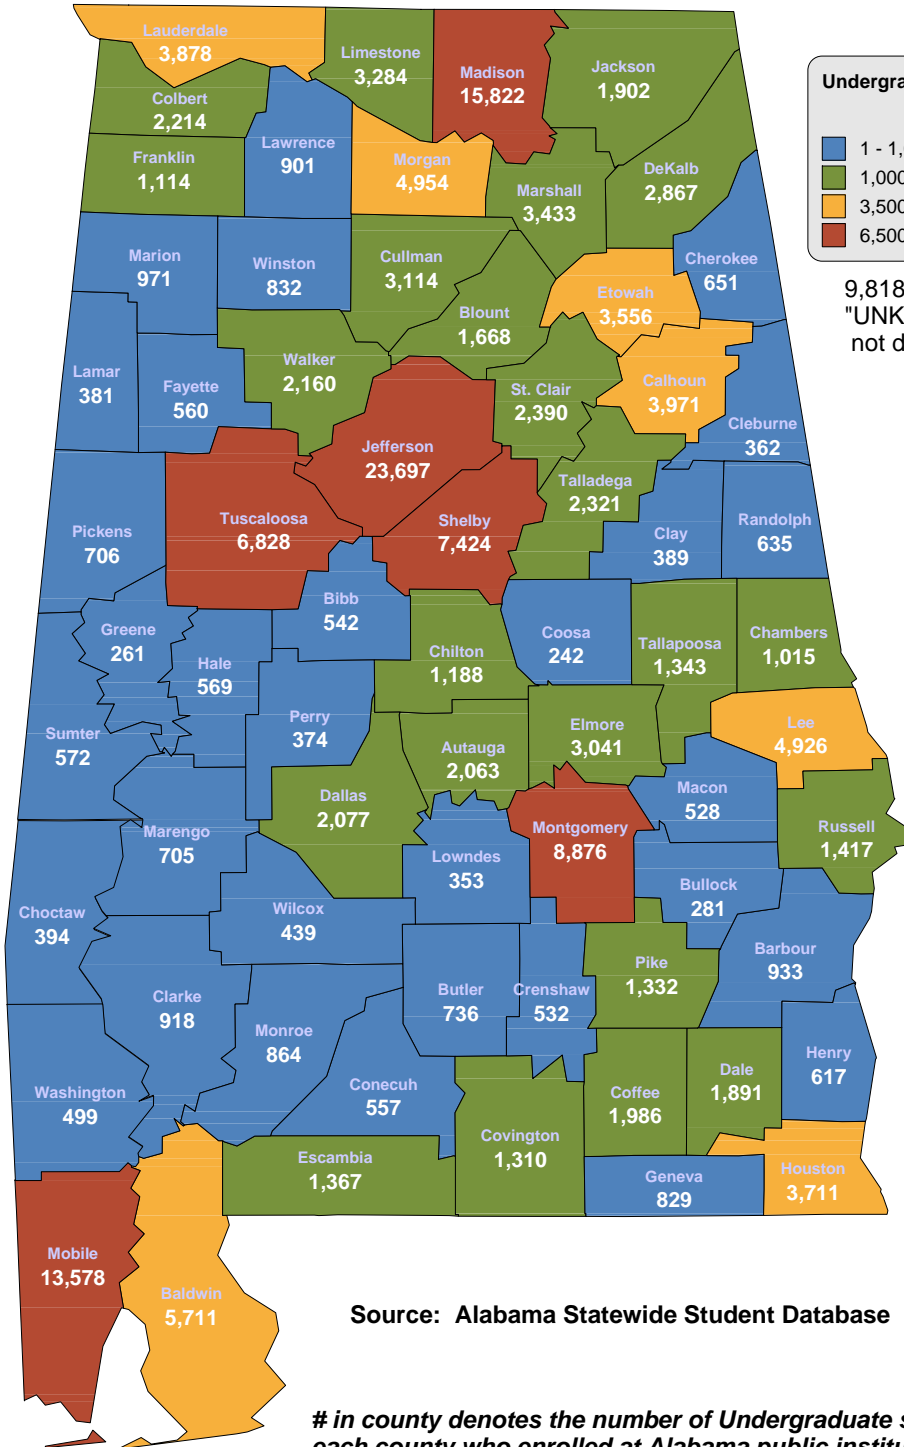 Lauderdale
3,878
Limestone
3,284
Madison
15,822
Jackson
1,902
Colbert
2,214
Lawrence
901
Franklin
1,114
Morgan
4,954
Marshall
3,433
DeKalb
2,867
Undergra
1 - 1,
1,000
3,500
6,500
9,818
"UNK
not d
Marion
971
Winston
832
Cullman
3,114
Cherokee
651
Etowah
3,556
Blount
1,668
Lamar
381
Fayette
560
Walker
2,160
St. Clair
2,390
Calhoun
3,971
Cleburne
362
Jefferson
23,697
Talladega
2,321
Pickens
706
Tuscaloosa
6,828
Shelby
7,424
Clay
389
Randolph
635
Bibb
542
Greene
261
Hale
569
Chilton
1,188
Coosa
242
Tallapoosa
1,343
Chambers
1,015
Sumter
572
Perry
374
Autauga
2,063
Elmore
3,041
Lee
4,926
Dallas
2,077
Macon
528
Marengo
705
Montgomery
8,876
Russell
1,417
Lowndes
353
Bullock
281
Choctaw
394
Wilcox
439
Barbour
933
Pike
1,332
Clarke
918
Butler
736
Crenshaw
532
Monroe
864
Henry
617
Washington
499
Conecuh
557
Coffee
1,986
Dale
1,891
Covington
1,310
Escambia
1,367
Geneva
829
Houston
3,711
Mobile
13,578
Baldwin
5,711
Source: Alabama Statewide Student Database
# in county denotes the number of Undergraduate s
each county who enrolled at Alabama public institu